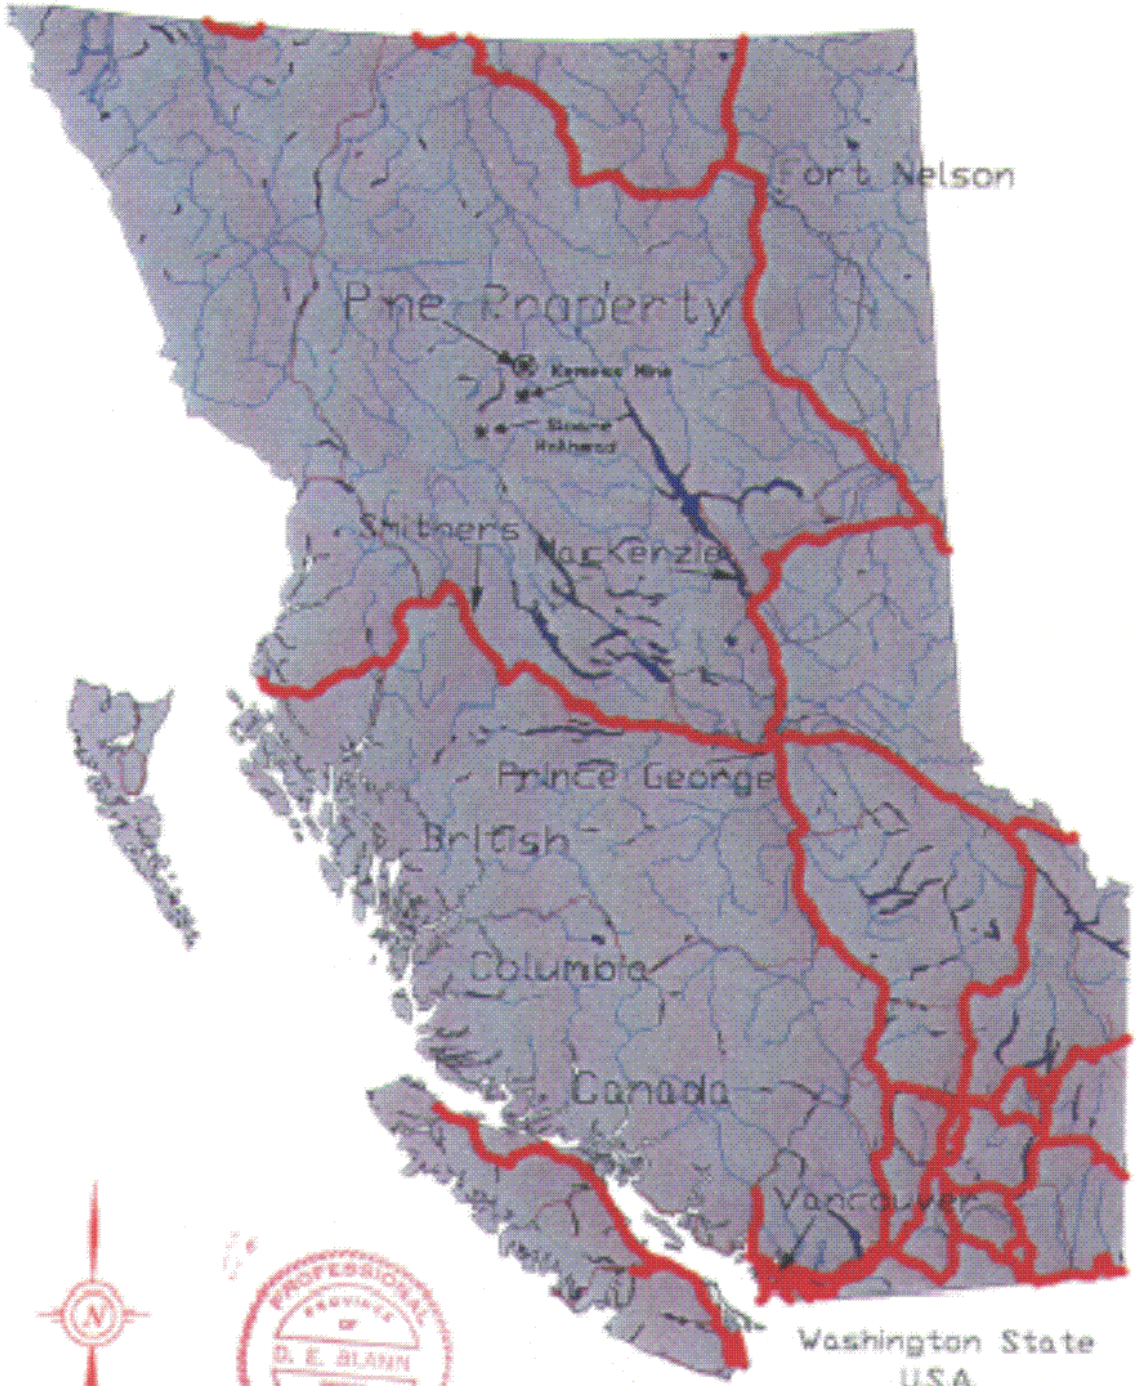 Fort Nelson
Pine Property
Kemess Mine
Smithers
Mackenzie
Prince George
British
Columbia
Canada
Vancouver
Washington State
U.S.A.
N
PROFESSIONAL
PROVINCE
OF
D. E. BLANN